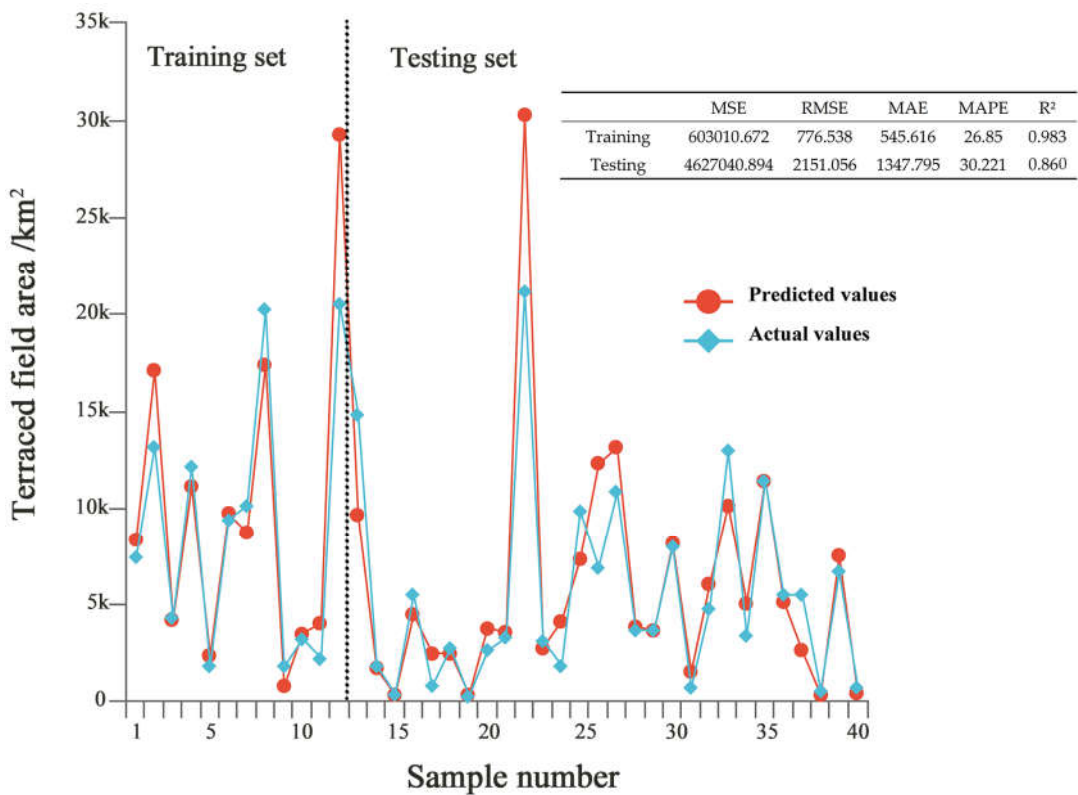 35k
30k
25k
20k
15k
10k
5k
0
Terraced field area /km²
Training set
Testing set
MSE RMSE MAE MAPE R²
Training 603010.672 776.538 545.616 26.85 0.983
Testing 4627040.894 2151.056 1347.795 30.221 0.860
Predicted values
Actual values
1 5 10 15 20 25 30 35 40
Sample number